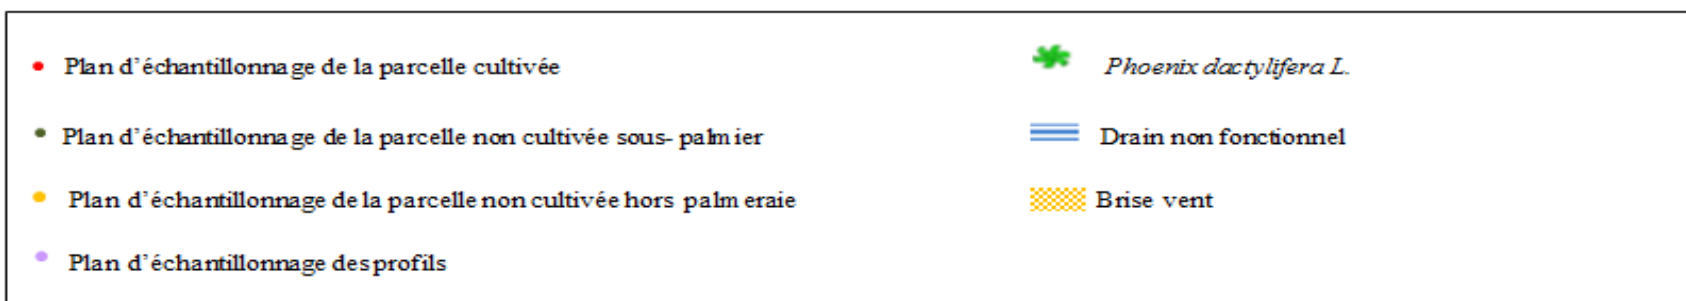 Plan d'échantillonnage de la parcelle cultivée
Plan d'échantillonnage de la parcelle non cultivée sous- palmier
Plan d'échantillonnage de la parcelle non cultivée hors palmeraie
Plan d'échantillonnage des profils
Phoenix dactylifera L.
Drain non fonctionnel
Brise vent